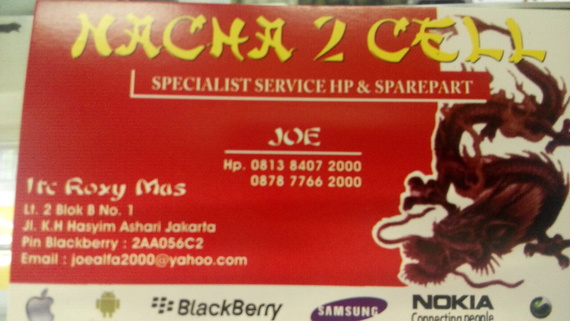 NACHA 2 CELL
SPECIALIST SERVICE HP & SPAREPART
JOE
Hp. 0813 8407 2000
0878 7766 2000
Itc Roxy Mas
Lt. 2 Blok B No. 1
Jl. K.H Hasyim Ashari Jakarta
Pin Blackberry : 2AA056C2
Email : joealfa2000@yahoo.com
BlackBerry
SAMSUNG
NOKIA
Connecting people